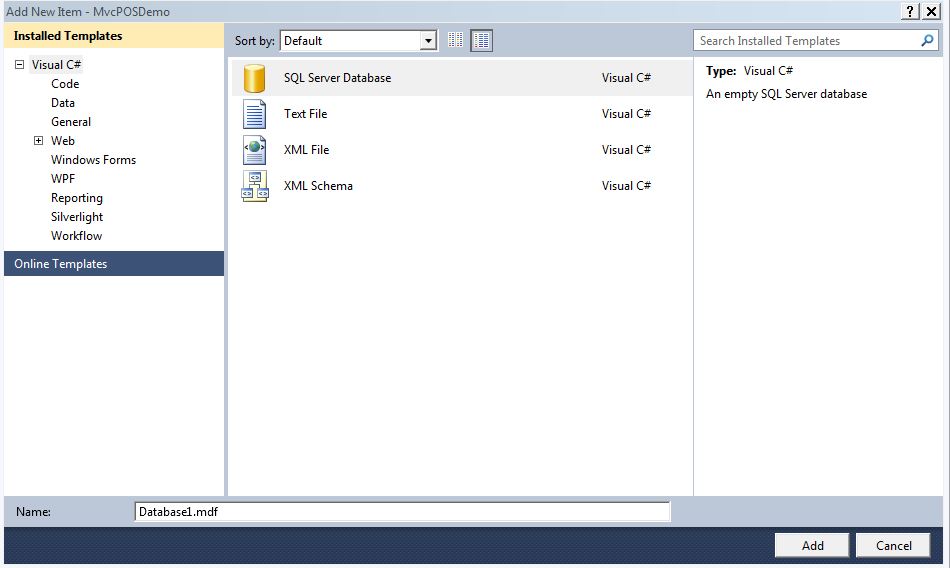 Add New Item - MvcPOSDemo
Installed Templates
Sort by: Default
Search Installed Templates
Visual C#
Code
Data
General
Web
Windows Forms
WPF
Reporting
Silverlight
Workflow
Online Templates
SQL Server Database Visual C#
Text File Visual C#
XML File Visual C#
XML Schema Visual C#
Type: Visual C#
An empty SQL Server database
Name: Database1.mdf
Add Cancel